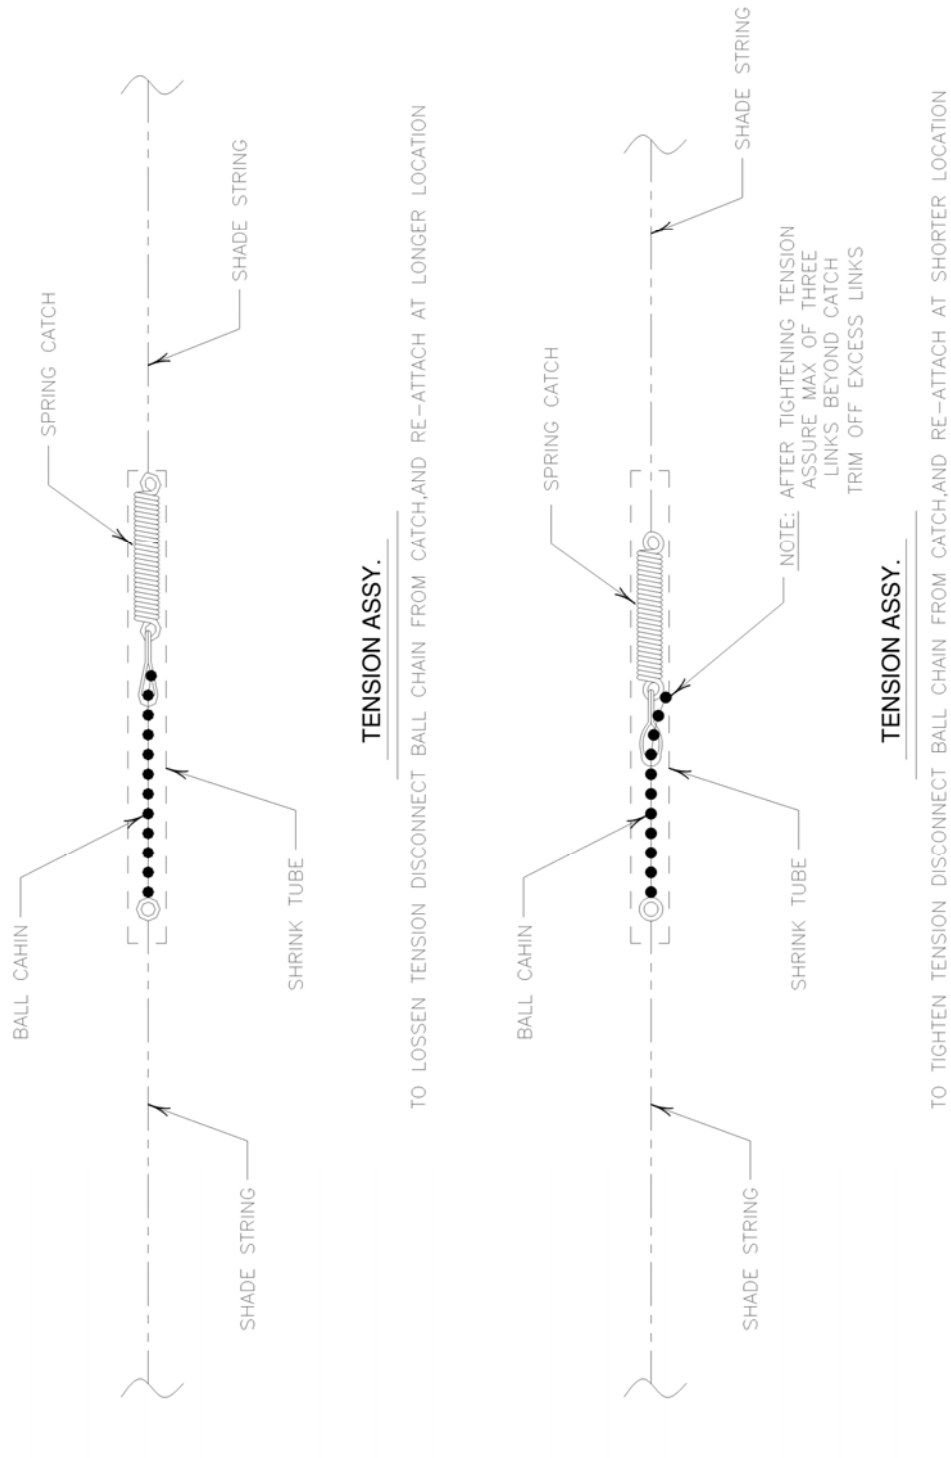 BALL CAHIN
SPRING CATCH
SHADE STRING
SHADE STRING
SHRINK TUBE
TENSION ASSY.
TO LOSSEN TENSION DISCONNECT BALL CHAIN FROM CATCH,AND RE-ATTACH AT LONGER LOCATION
BALL CAHIN
SPRING CATCH
SHADE STRING
SHADE STRING
SHRINK TUBE
NOTE: AFTER TIGHTENING TENSION
ASSURE MAX OF THREE
LINKS BEYOND CATCH
TRIM OFF EXCESS LINKS
TENSION ASSY.
TO TIGHTEN TENSION DISCONNECT BALL CHAIN FROM CATCH,AND RE-ATTACH AT SHORTER LOCATION